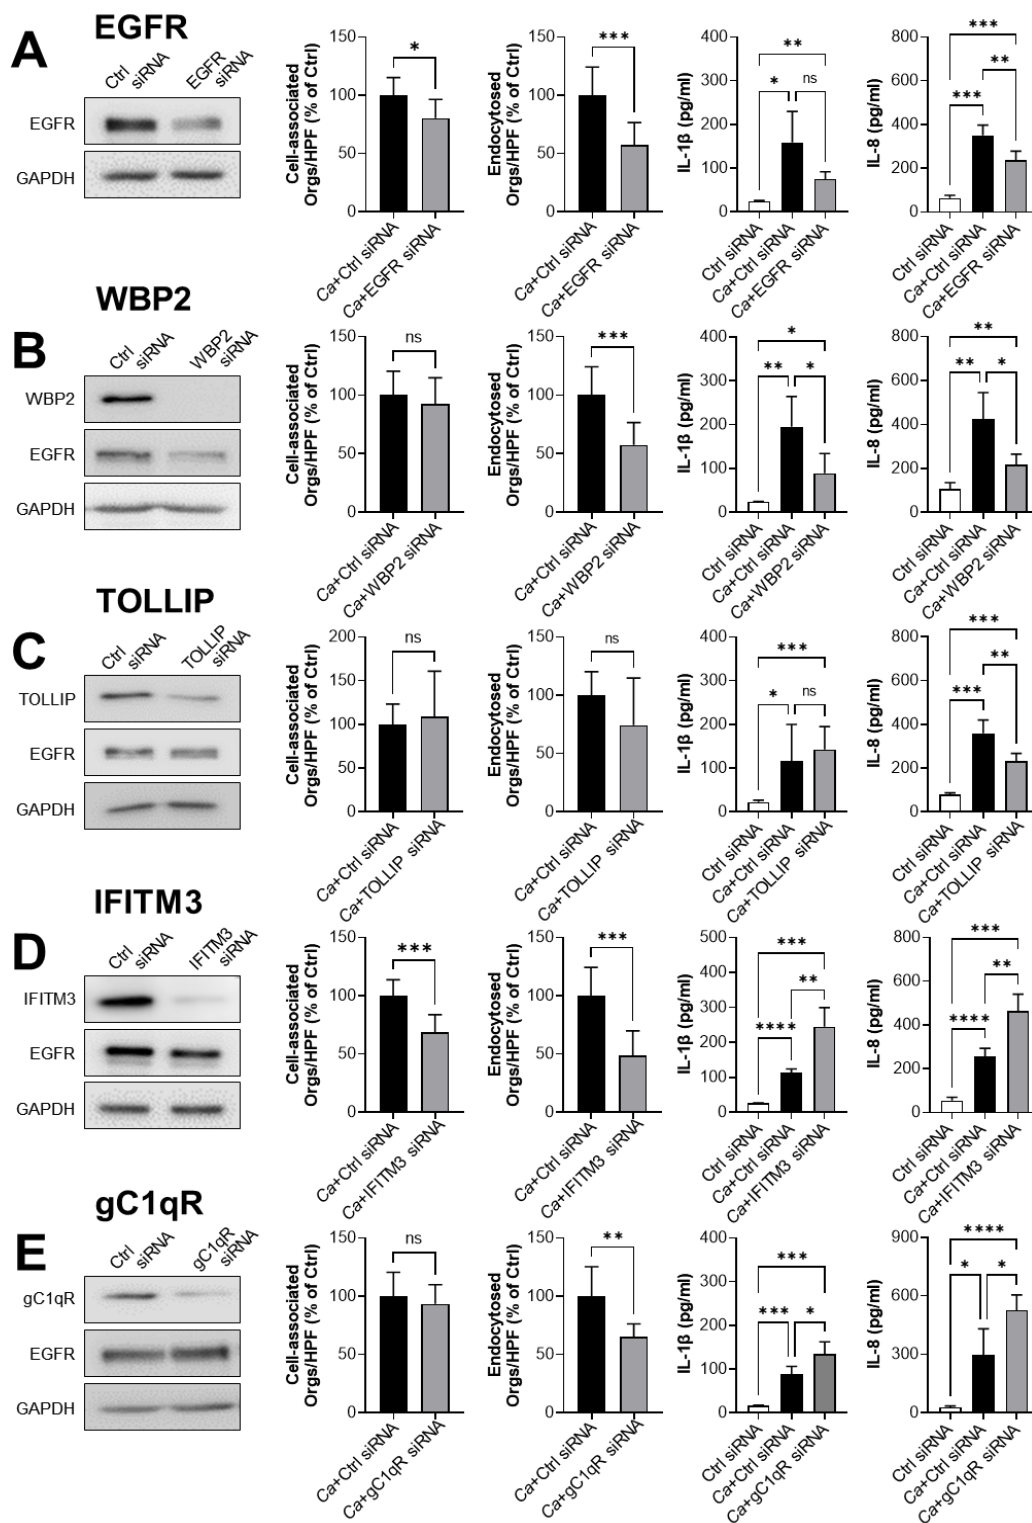 A
EGFR
Ctrl siRNA
EGFR siRNA
EGFR
GAPDH
Cell-associated
Orgs/HPF (% of Ctrl)
150
100
50
0
*
Ca+Ctrl siRNA
Ca+EGFR siRNA
Endocytosed
Orgs/HPF (% of Ctrl)
150
100
50
0
***
Ca+Ctrl siRNA
Ca+EGFR siRNA
IL-1β (pg/ml)
400
300
200
100
0
**
*
ns
Ctrl siRNA
Ca+Ctrl siRNA
Ca+EGFR siRNA
IL-8 (pg/ml)
800
600
400
200
0
***
**
***
Ctrl siRNA
Ca+Ctrl siRNA
Ca+EGFR siRNA
B
WBP2
Ctrl siRNA
WBP2 siRNA
WBP2
EGFR
GAPDH
Cell-associated
Orgs/HPF (% of Ctrl)
150
100
50
0
ns
Ca+Ctrl siRNA
Ca+WBP2 siRNA
Endocytosed
Orgs/HPF (% of Ctrl)
150
100
50
0
***
Ca+Ctrl siRNA
Ca+WBP2 siRNA
IL-1β (pg/ml)
400
300
200
100
0
*
**
*
Ctrl siRNA
Ca+Ctrl siRNA
Ca+WBP2 siRNA
IL-8 (pg/ml)
800
600
400
200
0
**
**
*
Ctrl siRNA
Ca+Ctrl siRNA
Ca+WBP2 siRNA
C
TOLLIP
Ctrl siRNA
TOLLIP siRNA
TOLLIP
EGFR
GAPDH
Cell-associated
Orgs/HPF (% of Ctrl)
200
150
100
50
0
ns
Ca+Ctrl siRNA
Ca+TOLLIP siRNA
Endocytosed
Orgs/HPF (% of Ctrl)
150
100
50
0
ns
Ca+Ctrl siRNA
Ca+TOLLIP siRNA
IL-1β (pg/ml)
400
300
200
100
0
***
*
ns
Ctrl siRNA
Ca+Ctrl siRNA
Ca+TOLLIP siRNA
IL-8 (pg/ml)
800
600
400
200
0
***
**
***
Ctrl siRNA
Ca+Ctrl siRNA
Ca+TOLLIP siRNA
D
IFITM3
Ctrl siRNA
IFITM3 siRNA
IFITM3
EGFR
GAPDH
Cell-associated
Orgs/HPF (% of Ctrl)
150
100
50
0
***
Ca+Ctrl siRNA
Ca+IFITM3 siRNA
Endocytosed
Orgs/HPF (% of Ctrl)
150
100
50
0
***
Ca+Ctrl siRNA
Ca+IFITM3 siRNA
IL-1β (pg/ml)
500
400
300
200
100
0
***
**
****
Ctrl siRNA
Ca+Ctrl siRNA
Ca+IFITM3 siRNA
IL-8 (pg/ml)
800
600
400
200
0
***
**
****
Ctrl siRNA
Ca+Ctrl siRNA
Ca+IFITM3 siRNA
E
gC1qR
Ctrl siRNA
gC1qR siRNA
gC1qR
EGFR
GAPDH
Cell-associated
Orgs/HPF (% of Ctrl)
150
100
50
0
ns
Ca+Ctrl siRNA
Ca+gC1qR siRNA
Endocytosed
Orgs/HPF (% of Ctrl)
150
100
50
0
**
Ca+Ctrl siRNA
Ca+gC1qR siRNA
IL-1β (pg/ml)
400
300
200
100
0
***
***
*
Ctrl siRNA
Ca+Ctrl siRNA
Ca+gC1qR siRNA
IL-8 (pg/ml)
900
600
300
0
****
*
*
Ctrl siRNA
Ca+Ctrl siRNA
Ca+gC1qR siRNA